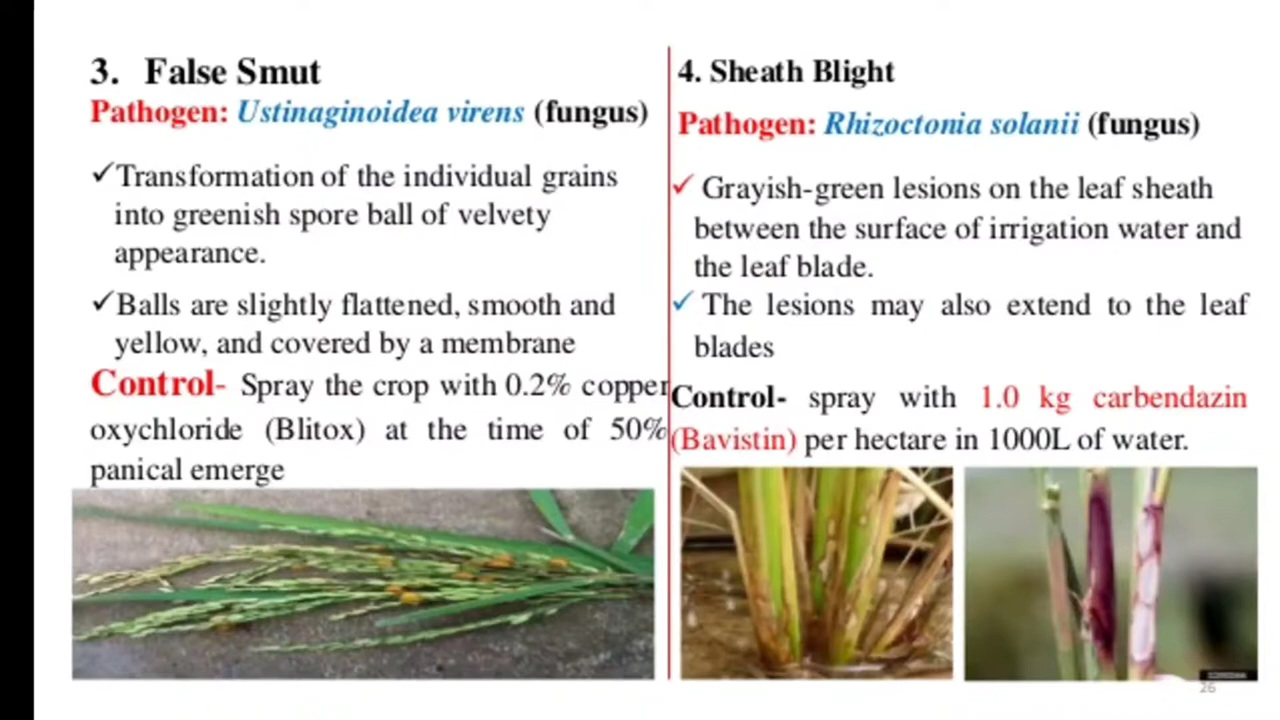 3. False Smut
Pathogen: Ustinaginoidea virens (fungus)
✓Transformation of the individual grains
into greenish spore ball of velvety
appearance.
✓Balls are slightly flattened, smooth and
yellow, and covered by a membrane
Control- Spray the crop with 0.2% copper
oxychloride (Blitox) at the time of 50%
panical emerge
4. Sheath Blight
Pathogen: Rhizoctonia solanii (fungus)
✓ Grayish-green lesions on the leaf sheath
between the surface of irrigation water and
the leaf blade.
✓ The lesions may also extend to the leaf
blades
Control- spray with 1.0 kg carbendazin
(Bavistin) per hectare in 1000L of water.
26